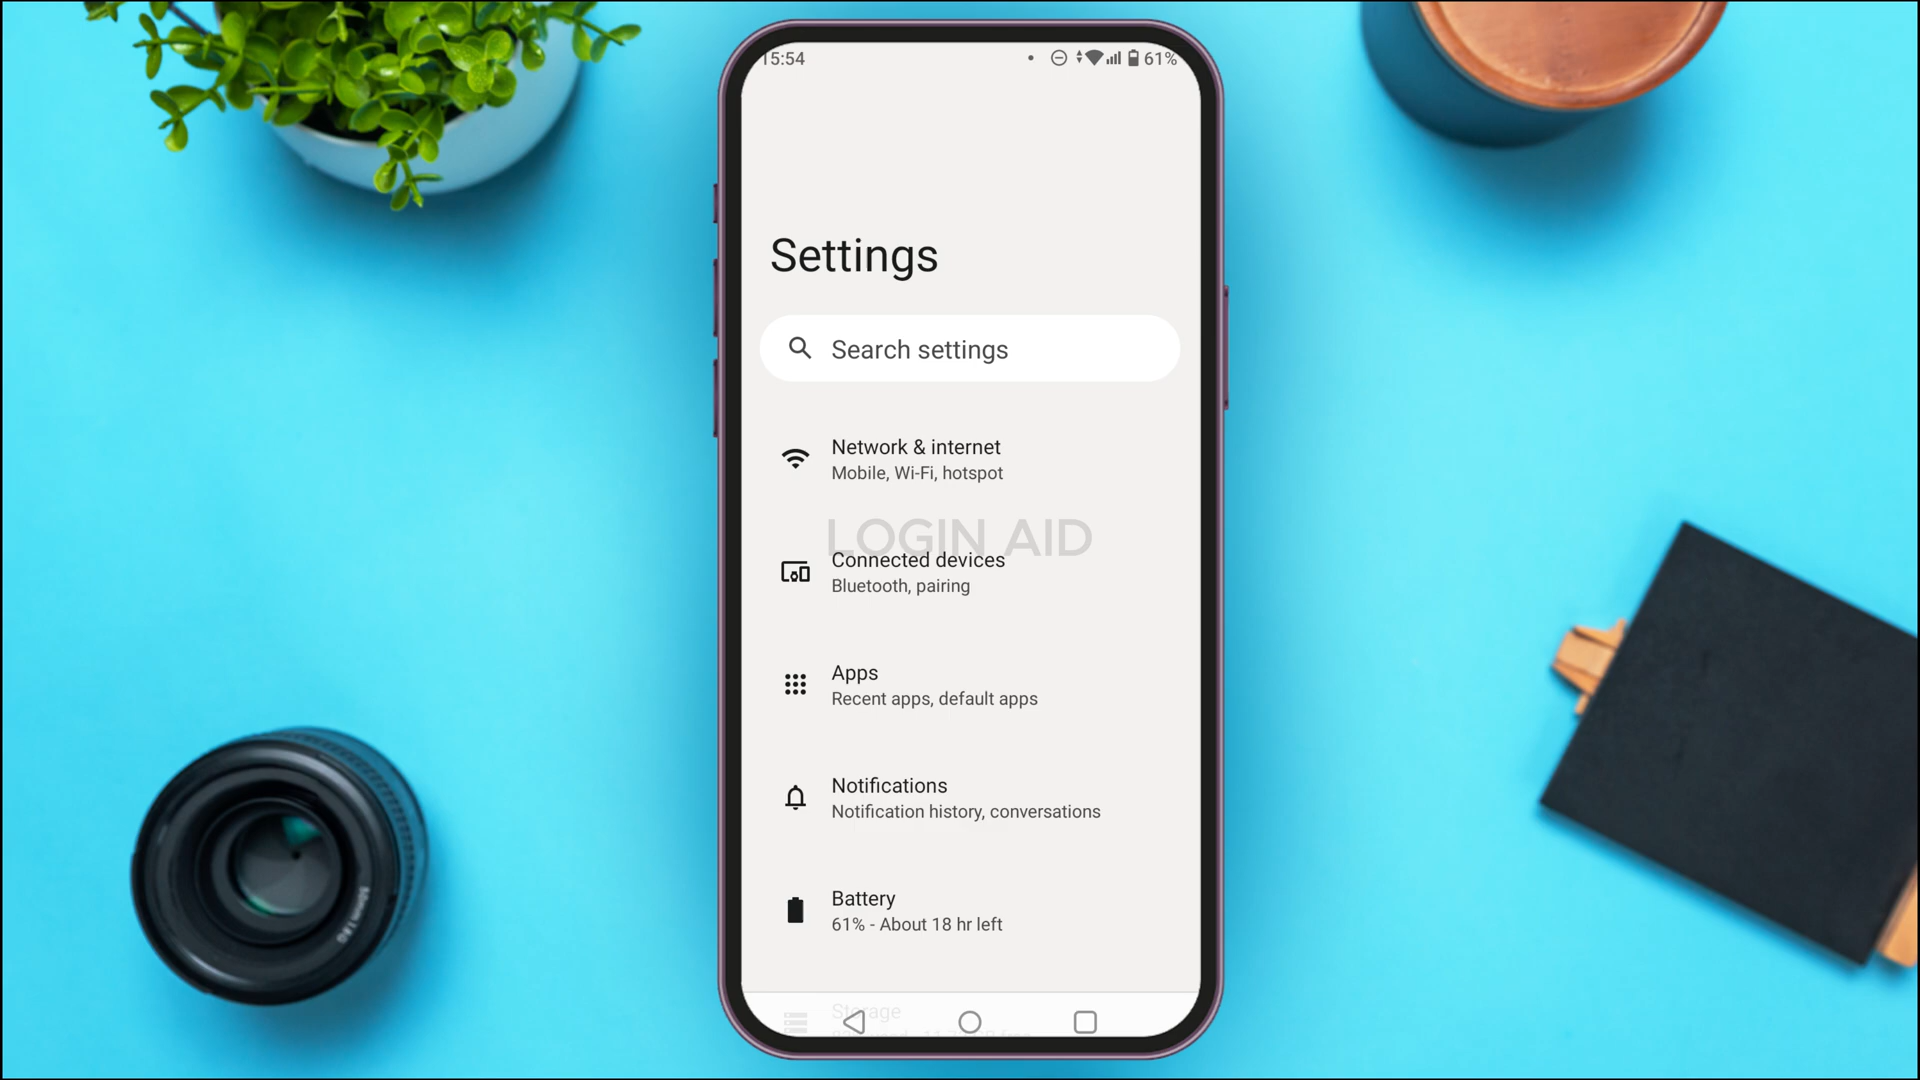 15:54
61%
Settings
Search settings
Network & internet
Mobile, Wi-Fi, hotspot
LOGIN AID
Connected devices
Bluetooth, pairing
Apps
Recent apps, default apps
Notifications
Notification history, conversations
Battery
61% - About 18 hr left
Storage